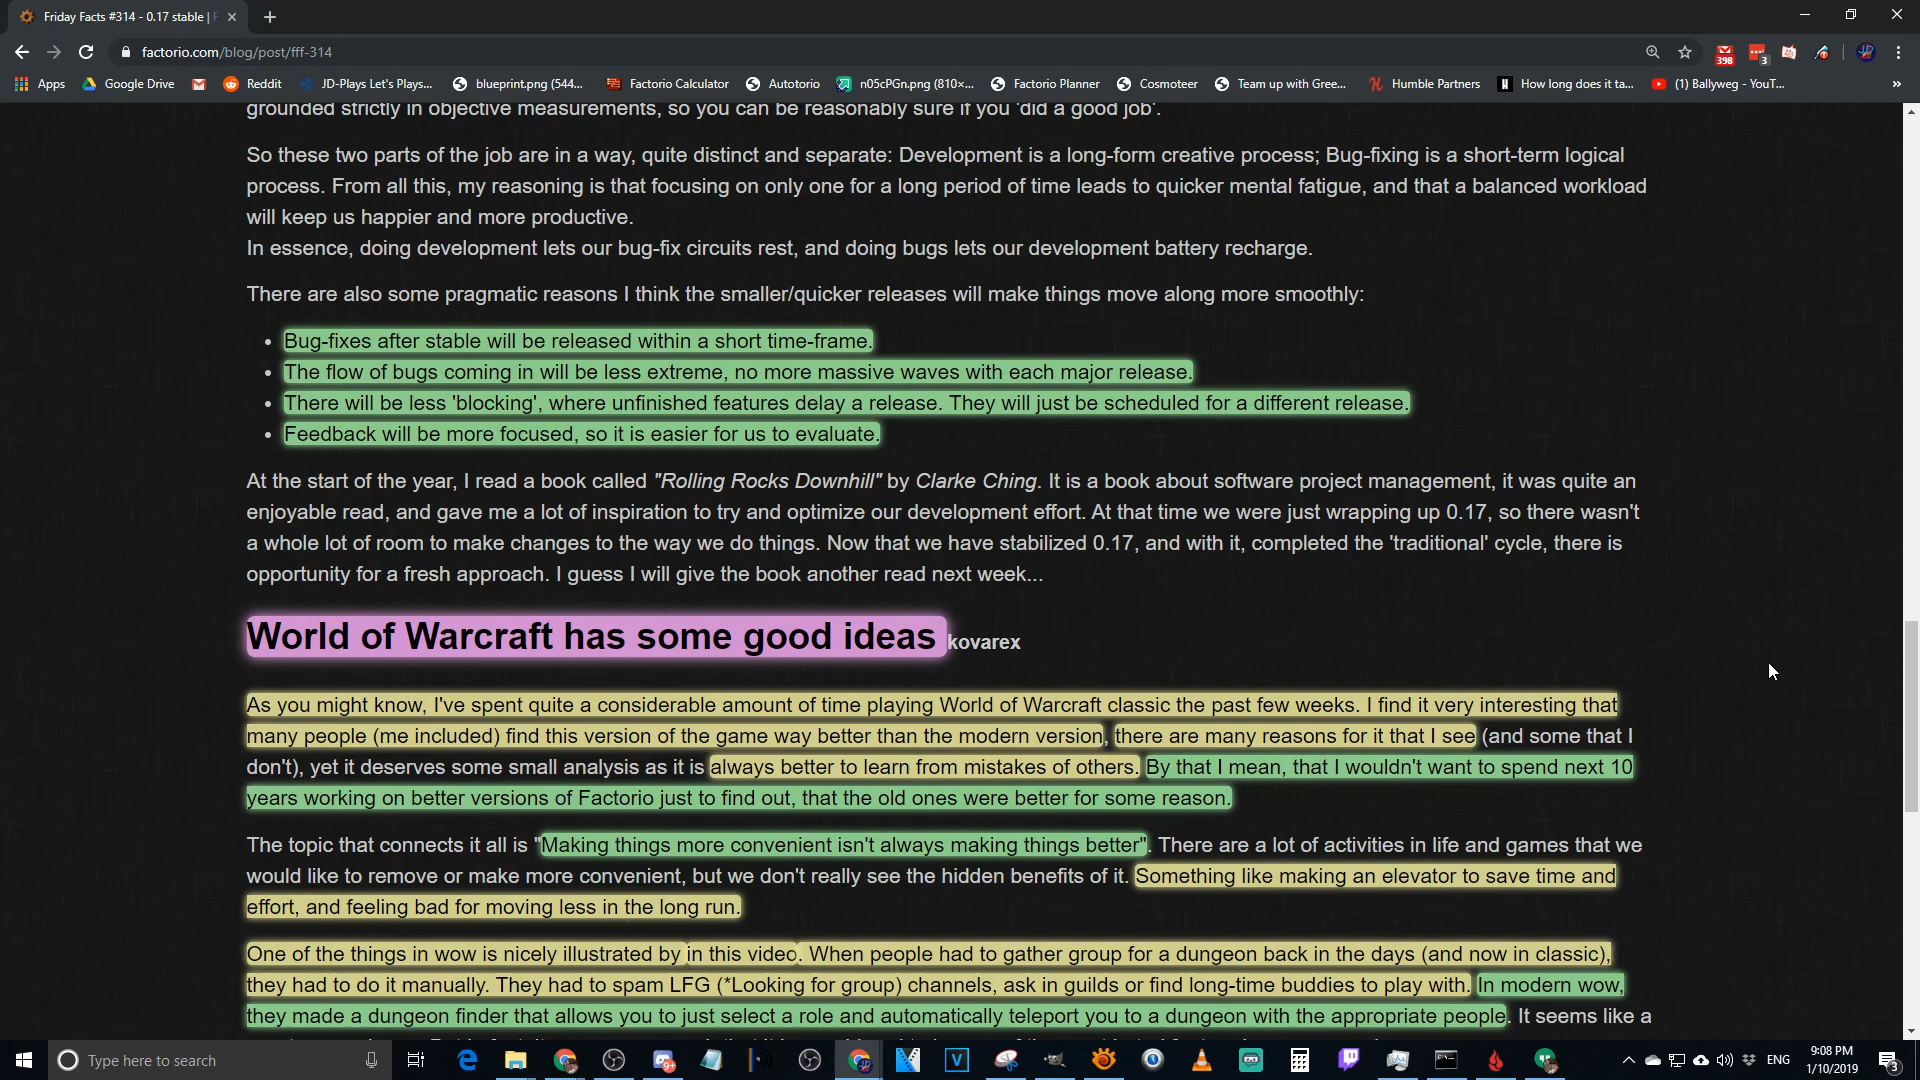 Friday Facts #314 - 0.17 stable | F
factorio.com/blog/post/fff-314
398
3
Apps
Google Drive
Reddit
JD-Plays Let's Plays...
blueprint.png (544...
Factorio Calculator
Autotorio
n05cPGn.png (810×...
Factorio Planner
Cosmoteer
Team up with Gree...
Humble Partners
How long does it ta...
(1) Ballyweg - YouT...
»
grounded strictly in objective measurements, so you can be reasonably sure if you 'did a good job'.
So these two parts of the job are in a way, quite distinct and separate: Development is a long-form creative process; Bug-fixing is a short-term logical
process. From all this, my reasoning is that focusing on only one for a long period of time leads to quicker mental fatigue, and that a balanced workload
will keep us happier and more productive.
In essence, doing development lets our bug-fix circuits rest, and doing bugs lets our development battery recharge.
There are also some pragmatic reasons I think the smaller/quicker releases will make things move along more smoothly:
Bug-fixes after stable will be released within a short time-frame.
The flow of bugs coming in will be less extreme, no more massive waves with each major release.
There will be less 'blocking', where unfinished features delay a release. They will just be scheduled for a different release.
Feedback will be more focused, so it is easier for us to evaluate.
At the start of the year, I read a book called "Rolling Rocks Downhill" by Clarke Ching. It is a book about software project management, it was quite an
enjoyable read, and gave me a lot of inspiration to try and optimize our development effort. At that time we were just wrapping up 0.17, so there wasn't
a whole lot of room to make changes to the way we do things. Now that we have stabilized 0.17, and with it, completed the 'traditional' cycle, there is
opportunity for a fresh approach. I guess I will give the book another read next week...
World of Warcraft has some good ideas kovarex
As you might know, I've spent quite a considerable amount of time playing World of Warcraft classic the past few weeks. I find it very interesting that
many people (me included) find this version of the game way better than the modern version, there are many reasons for it that I see (and some that I
don't), yet it deserves some small analysis as it is always better to learn from mistakes of others. By that I mean, that I wouldn't want to spend next 10
years working on better versions of Factorio just to find out, that the old ones were better for some reason.
The topic that connects it all is "Making things more convenient isn't always making things better". There are a lot of activities in life and games that we
would like to remove or make more convenient, but we don't really see the hidden benefits of it. Something like making an elevator to save time and
effort, and feeling bad for moving less in the long run.
One of the things in wow is nicely illustrated by in this video. When people had to gather group for a dungeon back in the days (and now in classic),
they had to do it manually. They had to spam LFG (*Looking for group) channels, ask in guilds or find long-time buddies to play with. In modern wow,
they made a dungeon finder that allows you to just select a role and automatically teleport you to a dungeon with the appropriate people. It seems like a
Type here to search
9+
ENG
9:08 PM
1/10/2019
3